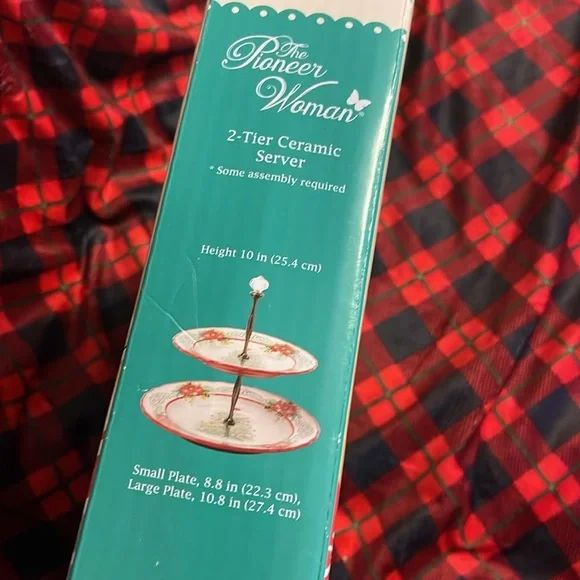 The
Pioneer
Woman®
2-Tier Ceramic
Server
* Some assembly required
Height 10 in (25.4 cm)
Small Plate, 8.8 in (22.3 cm),
Large Plate, 10.8 in (27.4 cm)